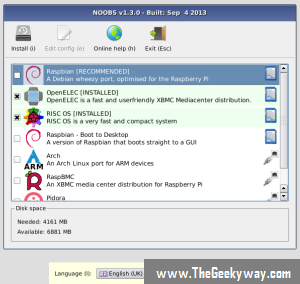 NOOBS v1.3.0 - Built: Sep 4 2013
Install (i) Edit config (e) Online help (h) Exit (Esc)
Raspbian [RECOMMENDED]
A Debian wheezy port, optimised for the Raspberry Pi
OpenELEC [INSTALLED]
OpenELEC is a fast and userfriendly XBMC Mediacenter distribution.
RISC OS [INSTALLED]
RISC OS is a very fast and compact system
Raspbian - Boot to Desktop
A version of Raspbian that boots straight to a GUI
Arch
An Arch Linux port for ARM devices
ARM
RaspBMC
An XBMC media center distribution for Raspberry Pi
Pidora
Disk space
Needed: 4161 MB
Available: 6881 MB
Language (l): English (UK)
www.TheGeekyway.com